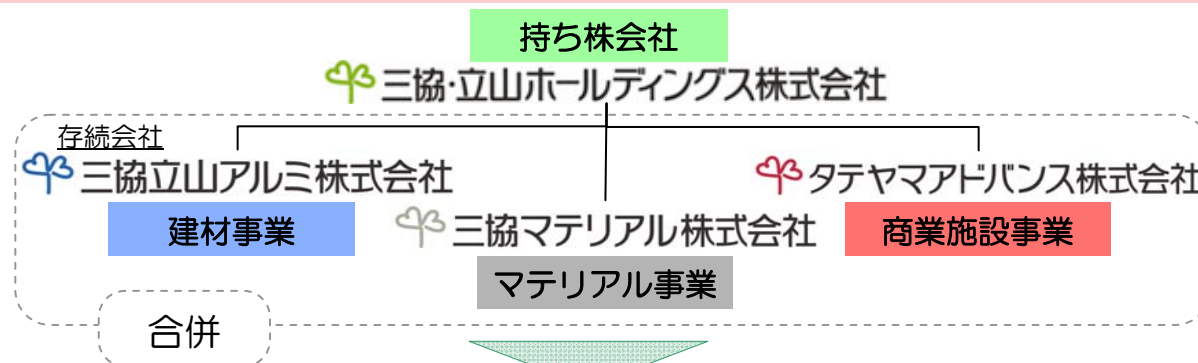 持ち株会社
三協・立山ホールディングス株式会社
存続会社
三協立山アルミ株式会社
タテヤマアドバンス株式会社
建材事業
三協マテリアル株式会社
商業施設事業
マテリアル事業
合併